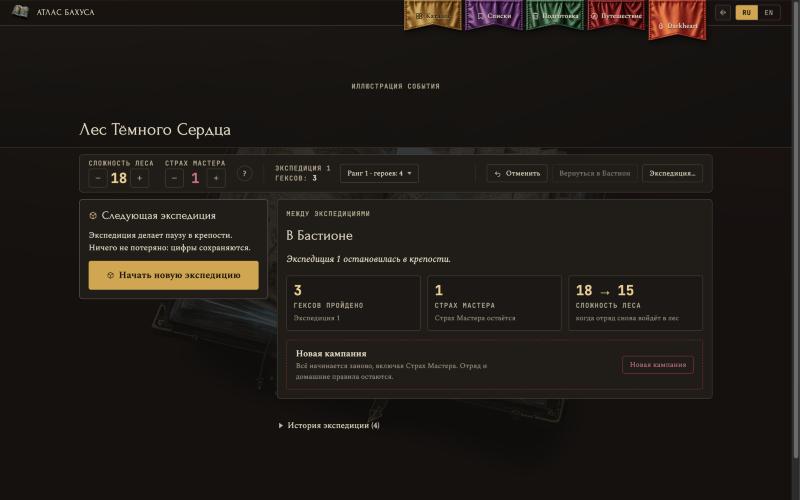 АТЛАС БАХУСА
Каталог
Списки
Подготовка
Путешествие
Darkheart
RU
EN
ИЛЛЮСТРАЦИЯ СОБЫТИЯ
Лес Тёмного Сердца
СЛОЖНОСТЬ ЛЕСА
− 18 +
СТРАХ МАСТЕРА
− 1 +
?
ЭКСПЕДИЦИЯ 1
ГЕКСОВ: 3
Ранг 1 · героев: 4
Отменить
Вернуться в Бастион
Экспедиция…
Следующая экспедиция
Экспедиция делает паузу в крепости.
Ничего не потеряно: цифры сохраняются.
Начать новую экспедицию
МЕЖДУ ЭКСПЕДИЦИЯМИ
В Бастионе
Экспедиция 1 остановилась в крепости.
3
ГЕКСОВ ПРОЙДЕНО
Экспедиция 1
1
СТРАХ МАСТЕРА
Страх Мастера остаётся
18 → 15
СЛОЖНОСТЬ ЛЕСА
когда отряд снова войдёт в лес
Новая кампания
Всё начинается заново, включая Страх Мастера. Отряд и
домашние правила остаются.
Новая кампания
История экспедиции (4)